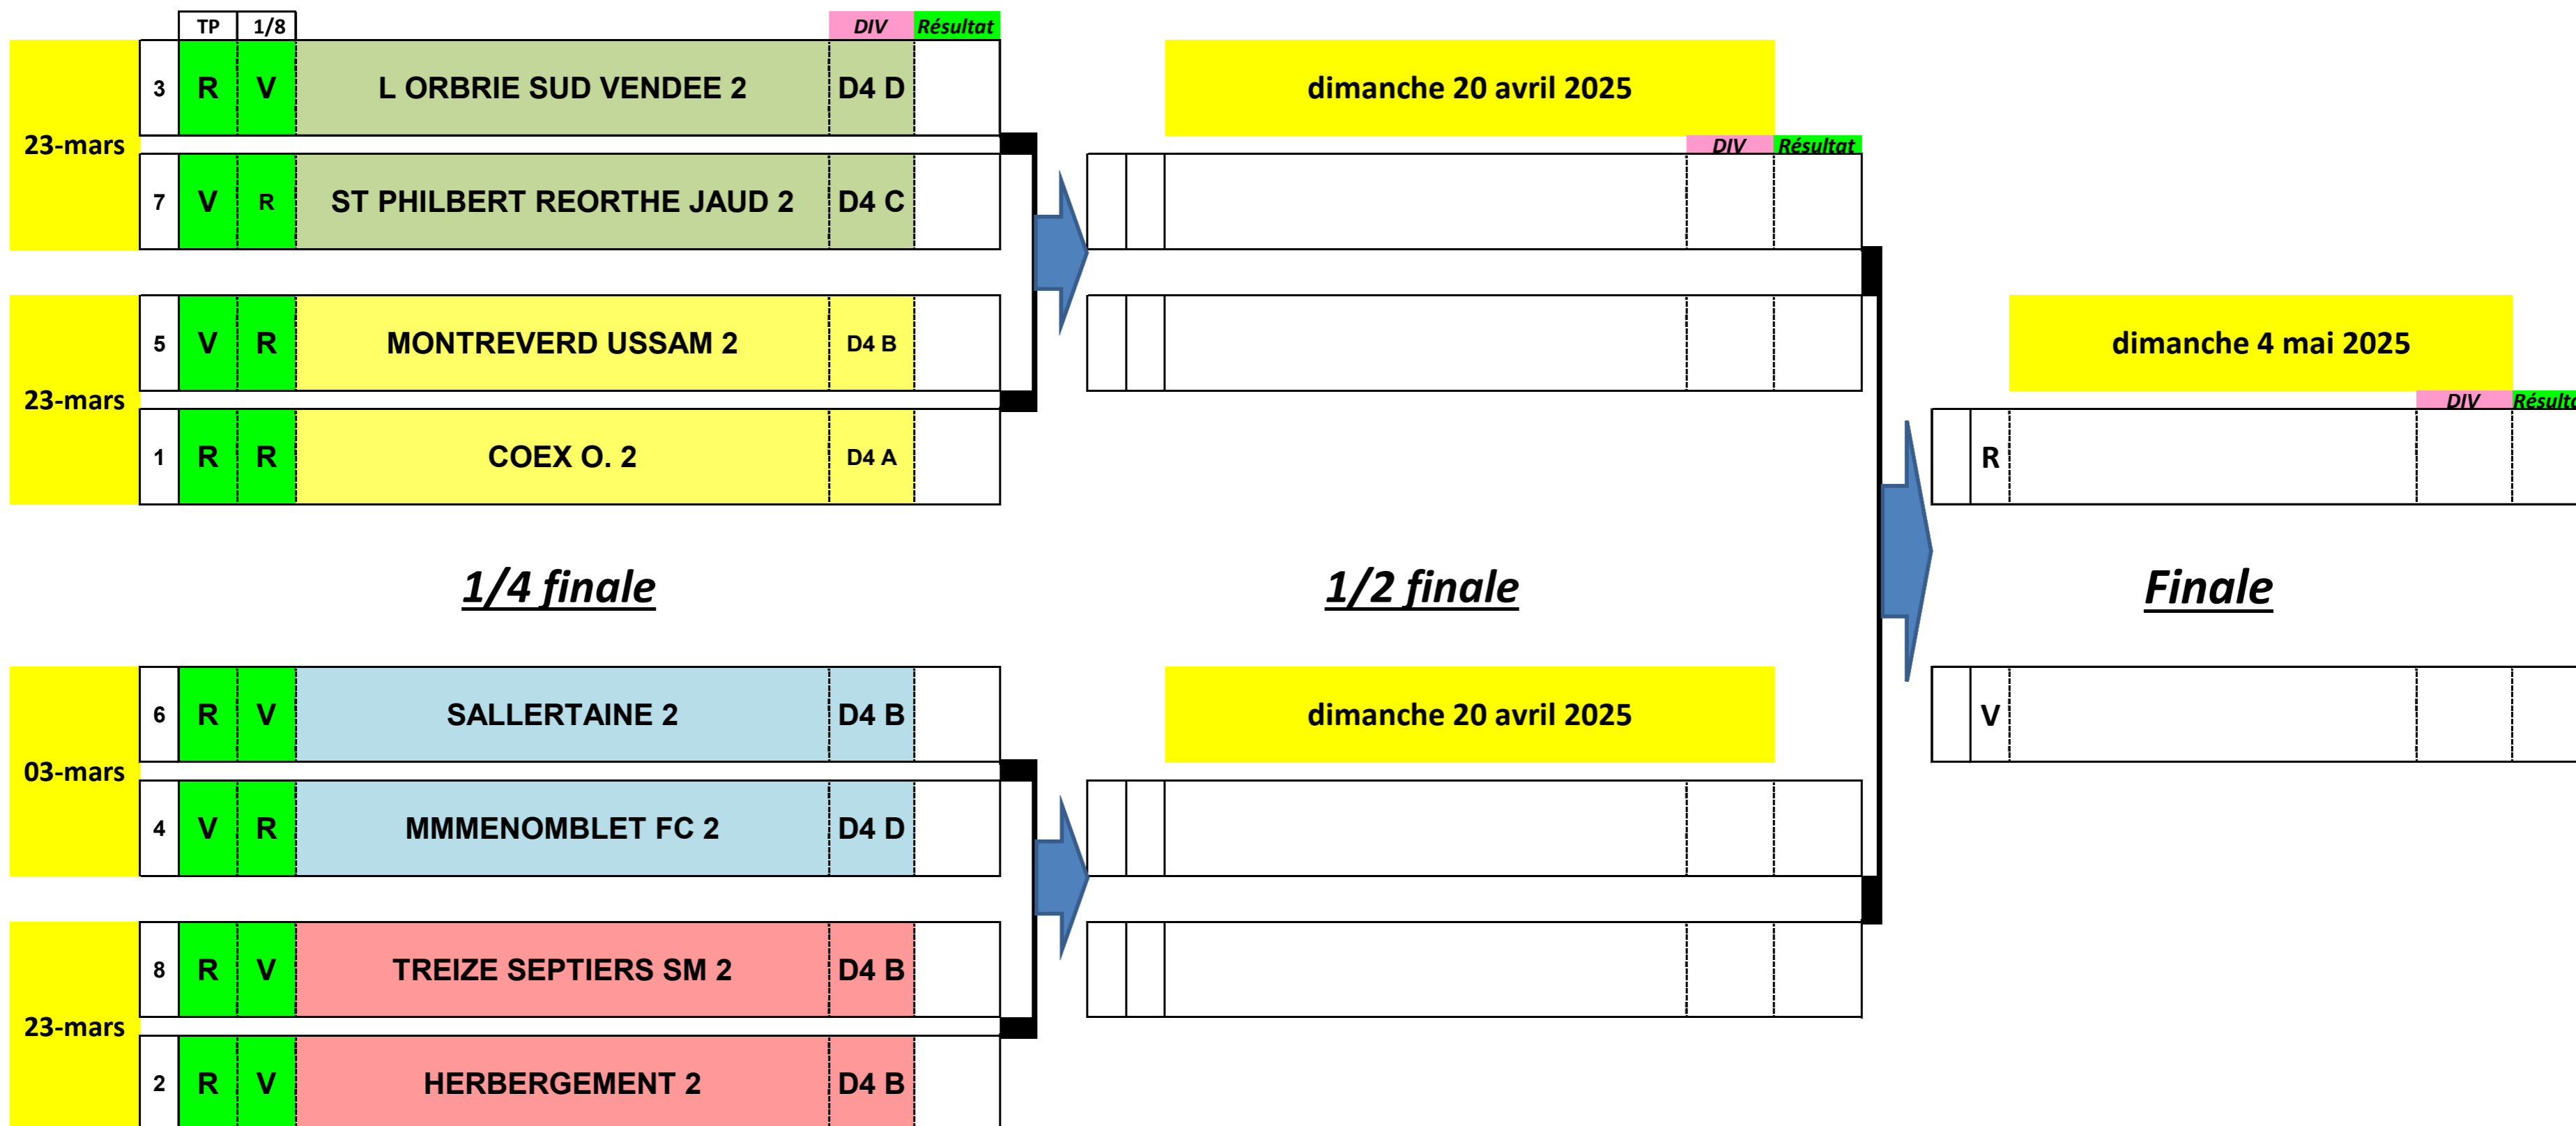 TP 1/8 DIV Résultat
23-mars
3 R V L ORBRIE SUD VENDEE 2 D4 D
7 V R ST PHILBERT REORTHE JAUD 2 D4 C
23-mars
5 V R MONTREVERD USSAM 2 D4 B
1 R R COEX O. 2 D4 A
1/4 finale
03-mars
6 R V SALLERTAINE 2 D4 B
4 V R MMMENOMBLET FC 2 D4 D
23-mars
8 R V TREIZE SEPTIERS SM 2 D4 B
2 R V HERBERGEMENT 2 D4 B
dimanche 20 avril 2025
DIV Résultat
1/2 finale
dimanche 20 avril 2025
dimanche 4 mai 2025
DIV Résulta
R
Finale
V